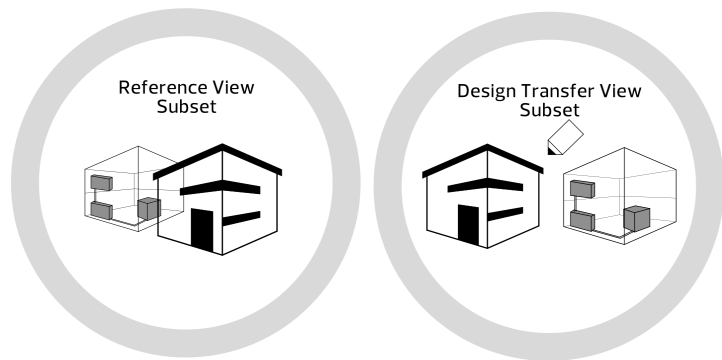 Reference View
Subset
Design Transfer View
Subset